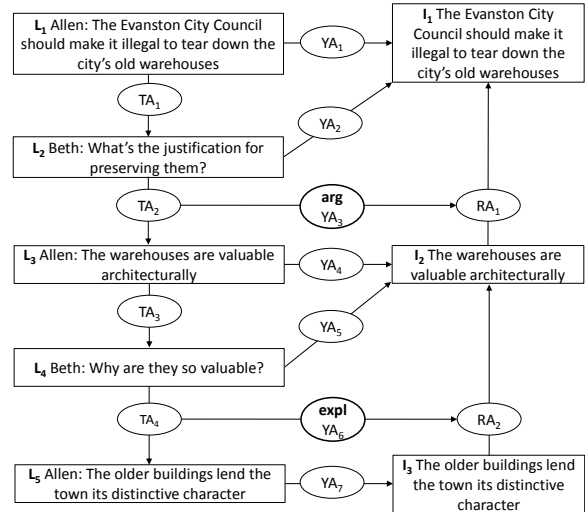 L1 Allen: The Evanston City Council
should make it illegal to tear down the
city's old warehouses
YA1
I1 The Evanston City
Council should make it
illegal to tear down the
city's old warehouses
TA1
YA2
L2 Beth: What's the justification for
preserving them?
TA2
arg
YA3
RA1
L3 Allen: The warehouses are valuable
architecturally
YA4
I2 The warehouses are
valuable architecturally
TA3
YA5
L4 Beth: Why are they so valuable?
TA4
expl
YA6
RA2
L5 Allen: The older buildings lend the
town its distinctive character
YA7
I3 The older buildings lend
the town its distinctive
character